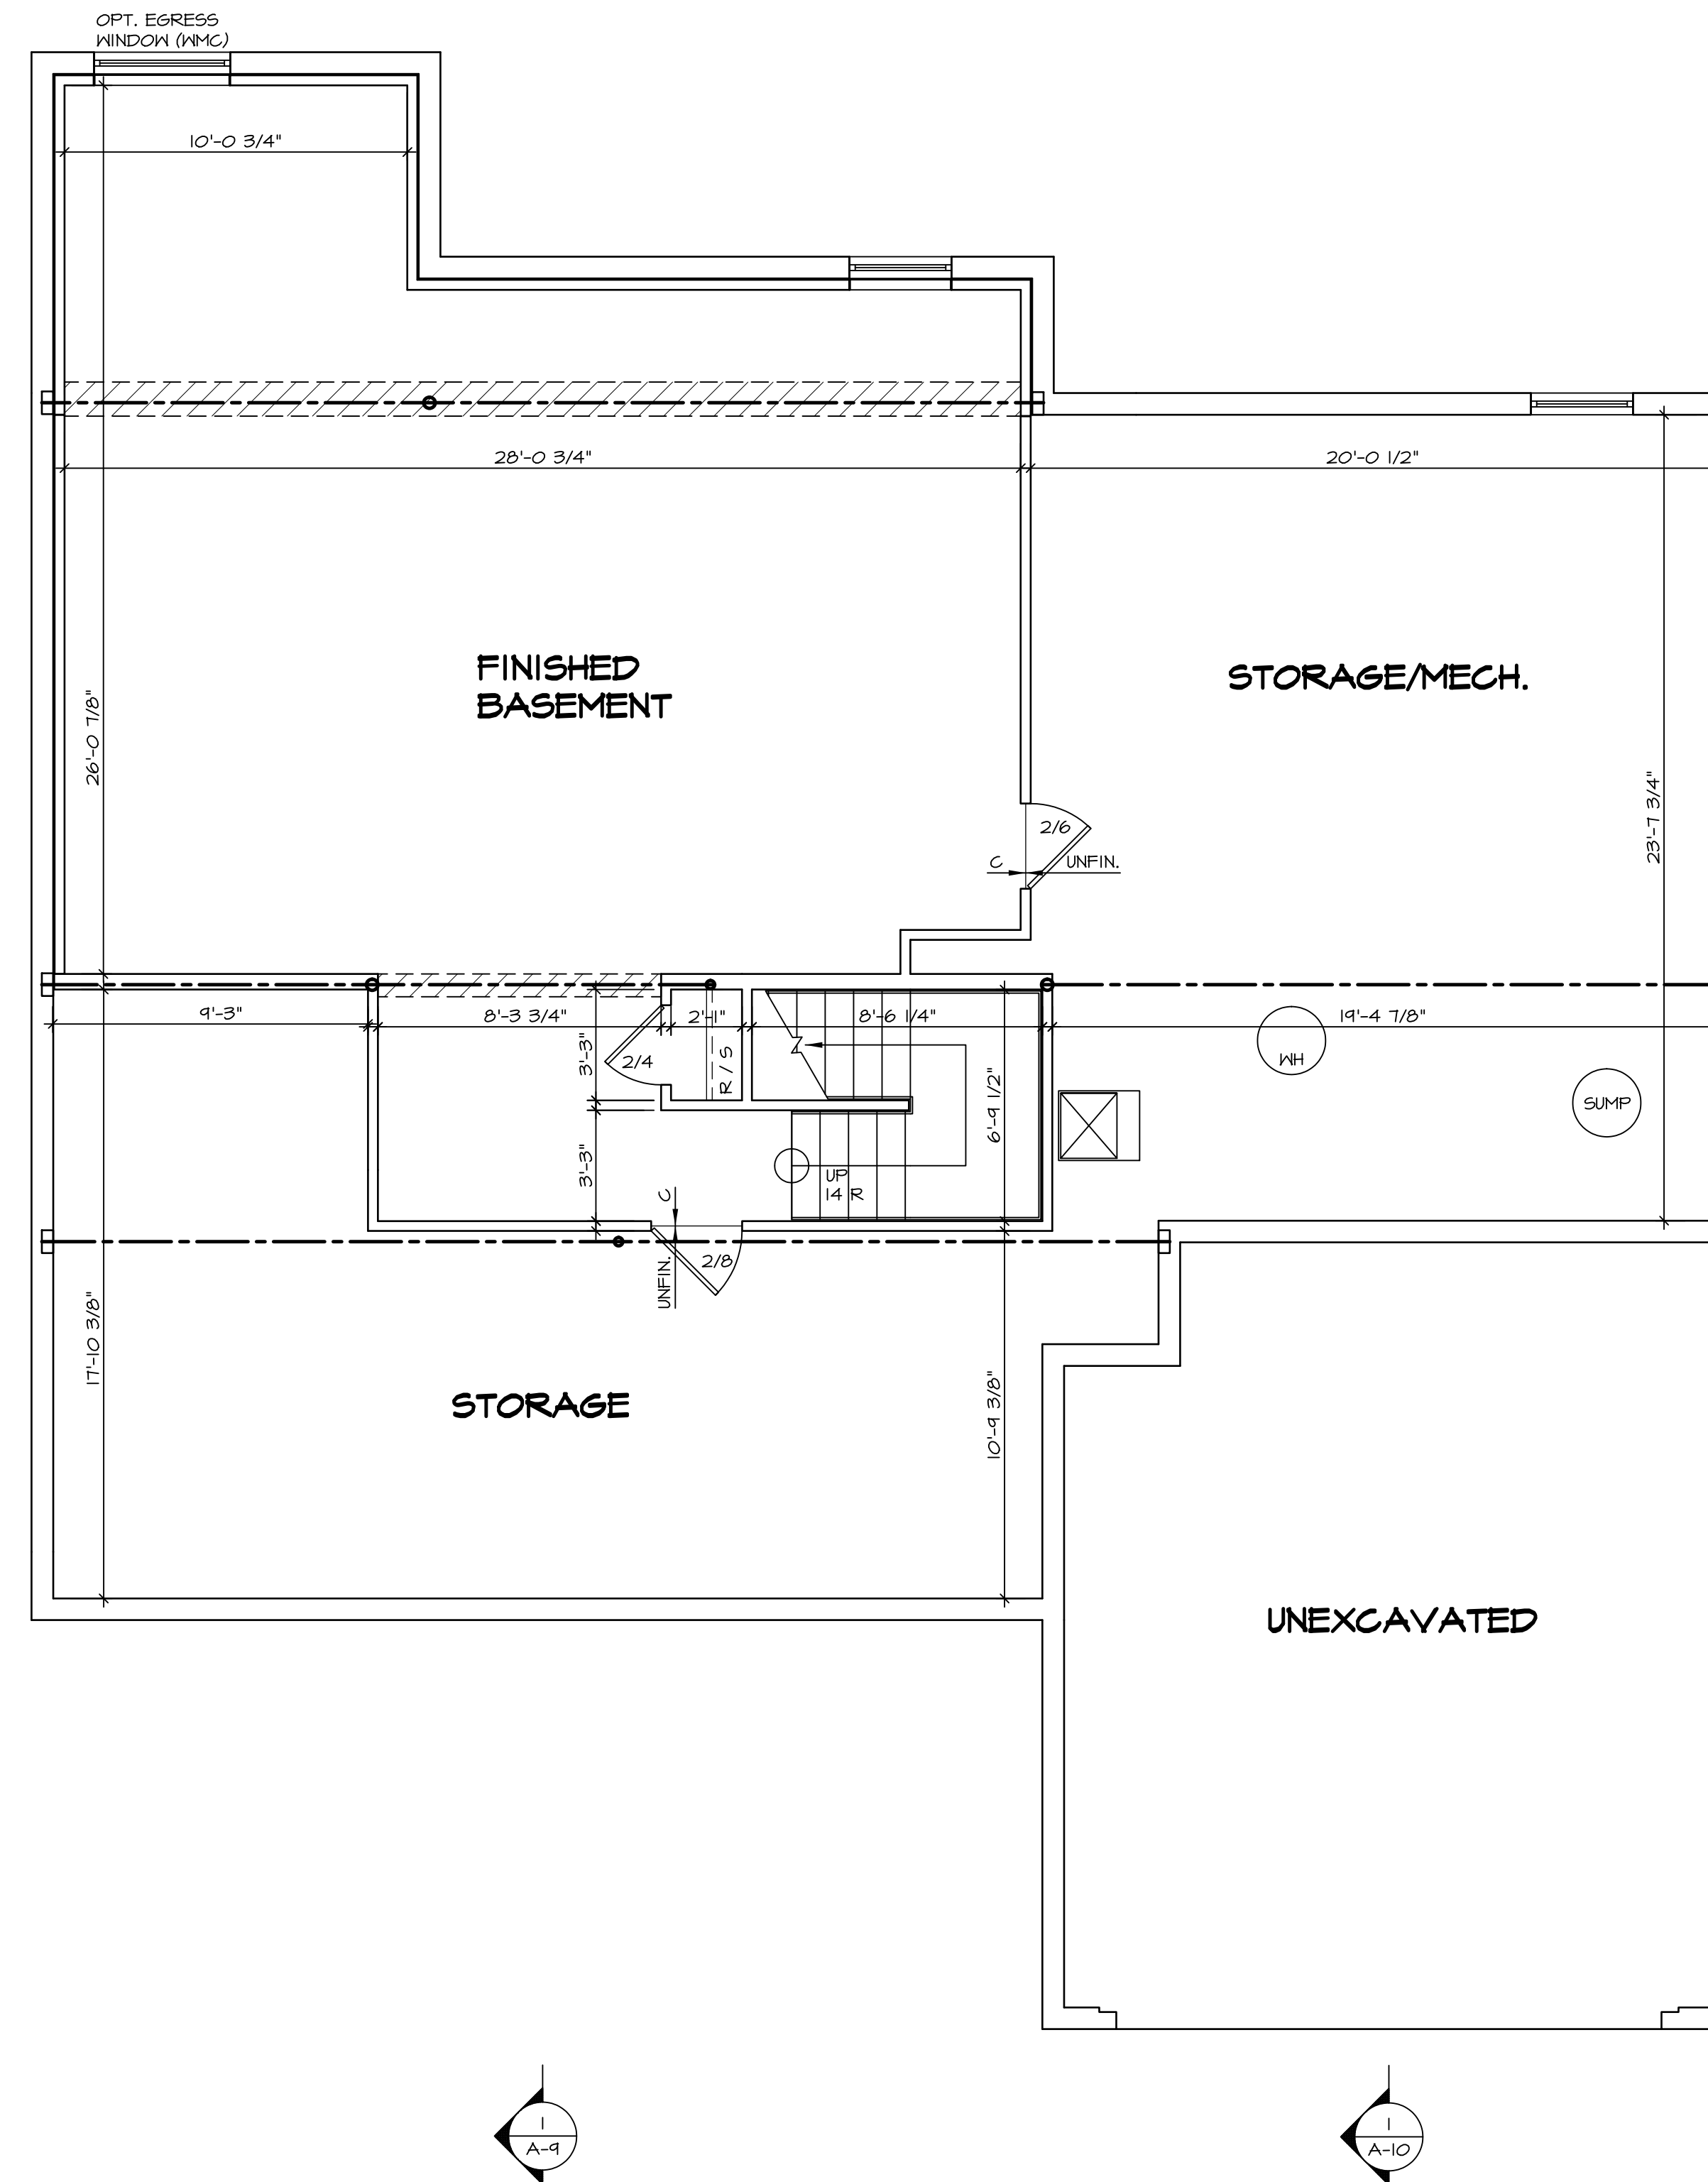 OPT. EGRESS
WINDOW (WMC)
10'-0 3/4"
28'-0 3/4"
20'-0 1/2"
FINISHED
BASEMENT
STORAGE/MECH.
26'-0 7/8"
23'-7 3/4"
2/6
C
UNFIN.
9'-3"
8'-3 3/4"
2'-1"
8'-6 1/4"
19'-4 7/8"
3'-3"
2/4
R / S
WH
6'-9 1/2"
SUMP
3'-3"
UP
14 R
C
UNFIN.
2/8
17'-10 3/8"
STORAGE
10'-9 3/8"
UNEXCAVATED
1
A-9
1
A-10